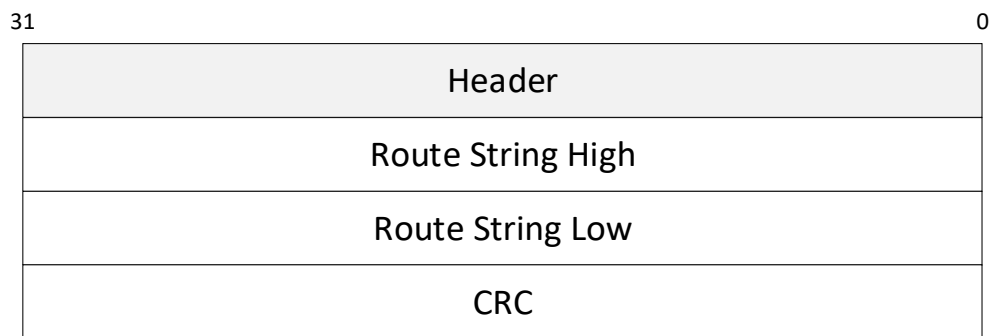 31 0
Header
Route String High
Route String Low
CRC